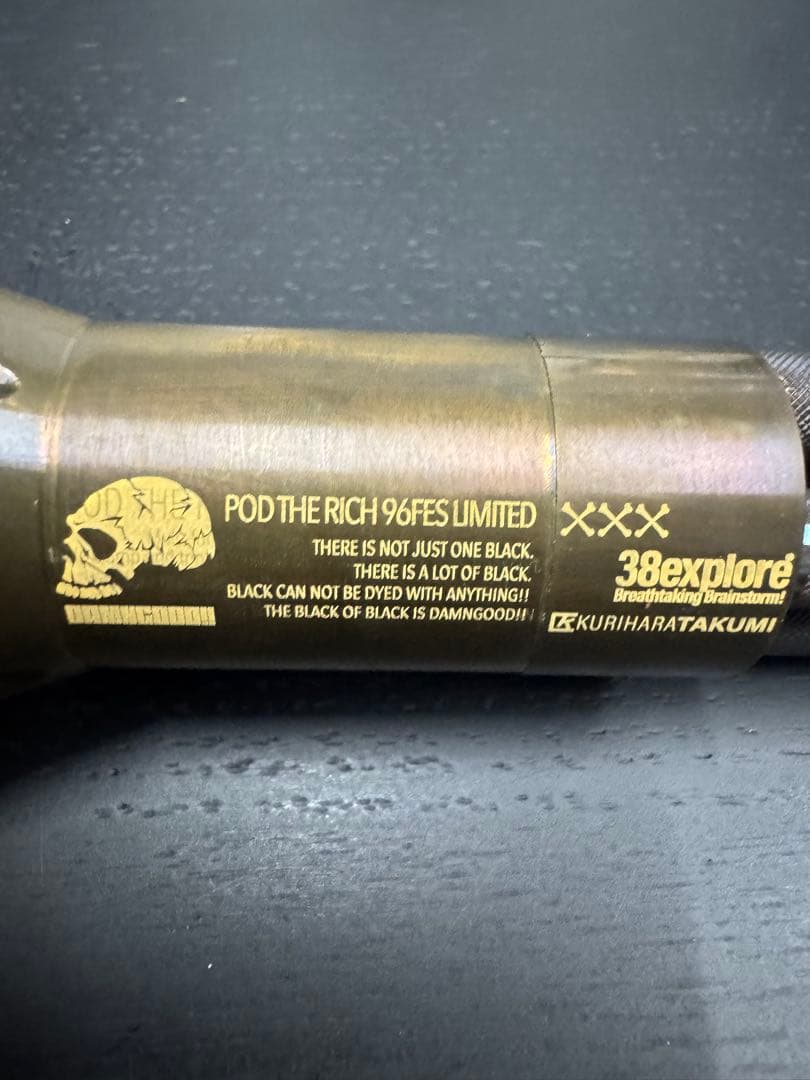 POD THE RICH 96FES LIMITED
THERE IS NOT JUST ONE BLACK.
THERE IS A LOT OF BLACK.
BLACK CAN NOT BE DYED WITH ANYTHING!!
THE BLACK OF BLACK IS DAMNGOOD!!
DAMNGOOD!!
38explore
Breathtaking Brainstorm!
KURIHARATAKUMI